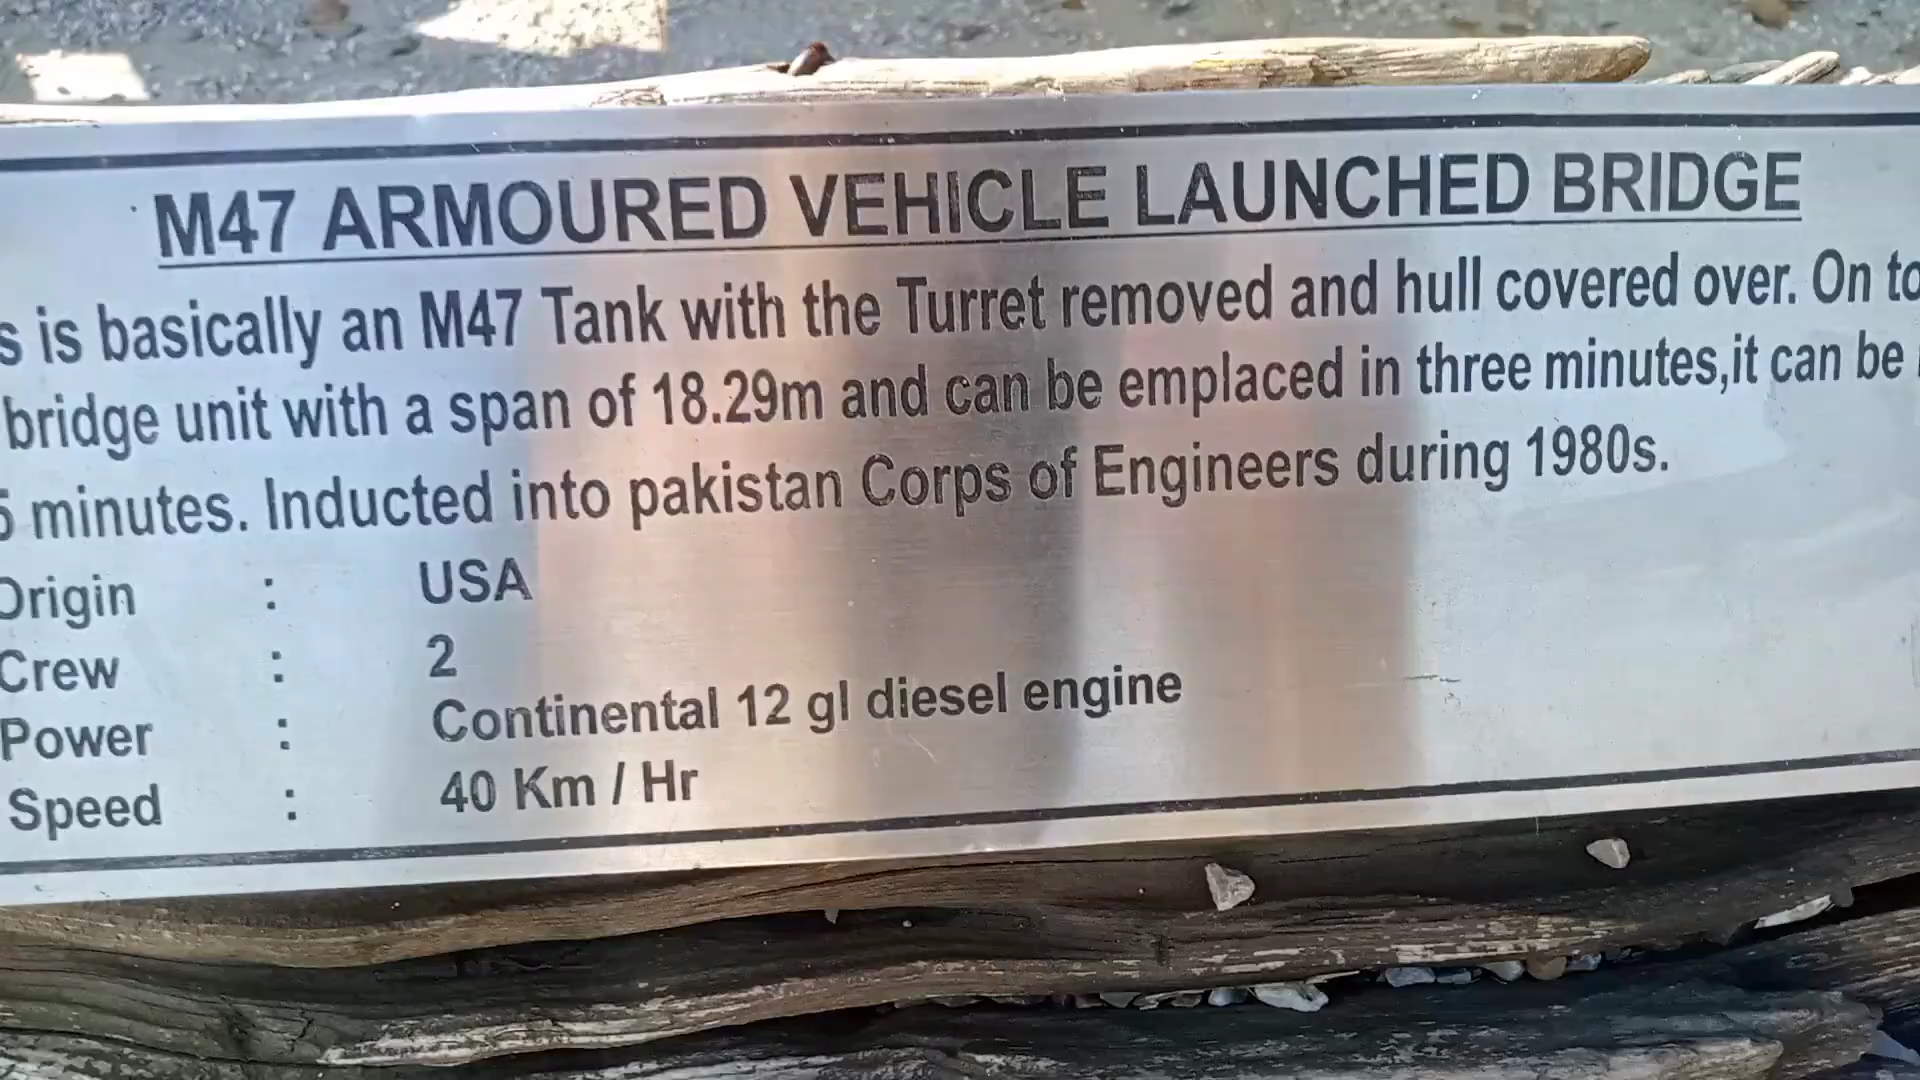 M47 ARMOURED VEHICLE LAUNCHED BRIDGE
is basically an M47 Tank with the Turret removed and hull covered over. On
bridge unit with a span of 18.29m and can be emplaced in three minutes,it can be
minutes. Inducted into pakistan Corps of Engineers during 1980s.
Origin : USA
Crew : 2
Power : Continental 12 gl diesel engine
Speed : 40 Km / Hr